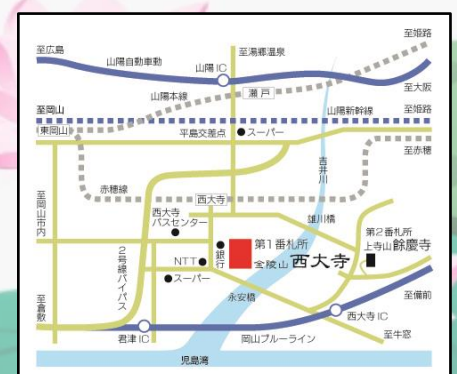 至姫路
至広島
至湯郷温泉
山陽自動車動
山陽IC
至大阪
山陽本線
瀬戸
至岡山
山陽新幹線
至姫路
東岡山
平島交差点
スーパー
至赤穂
吉井川
赤穂線
西大寺
至岡山市内
西大寺
バスセンター
雄川橋
第2番札所
上寺山 餘慶寺
2号線バイパス
銀行
第1番札所
金陵山 西大寺
NTT
スーパー
永安橋
至備前
至倉敷
君津IC
岡山ブルーライン
西大寺IC
至牛窓
児島湾